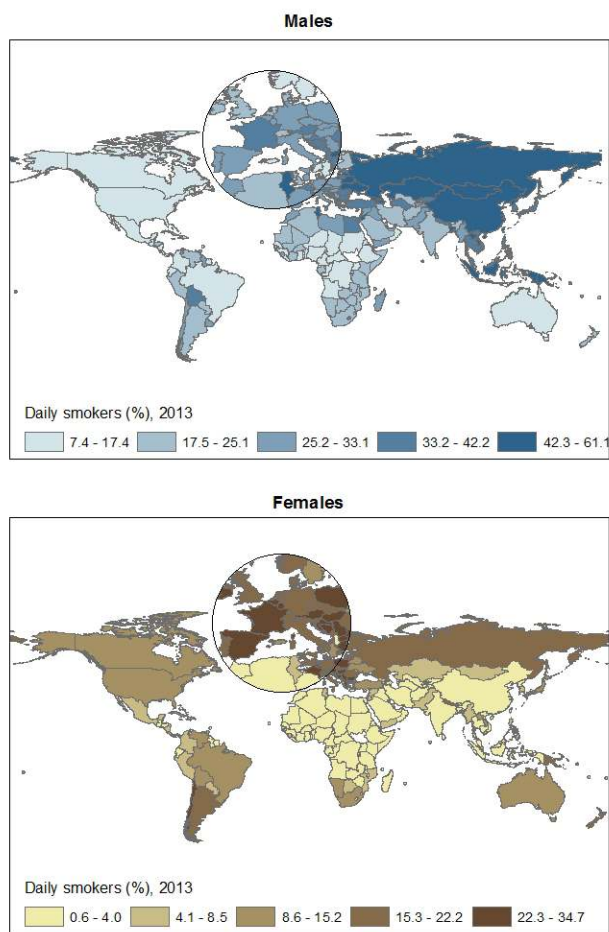 Males
Daily smokers (%), 2013
7.4 - 17.4 17.5 - 25.1 25.2 - 33.1 33.2 - 42.2 42.3 - 61.1
Females
Daily smokers (%), 2013
0.6 - 4.0 4.1 - 8.5 8.6 - 15.2 15.3 - 22.2 22.3 - 34.7